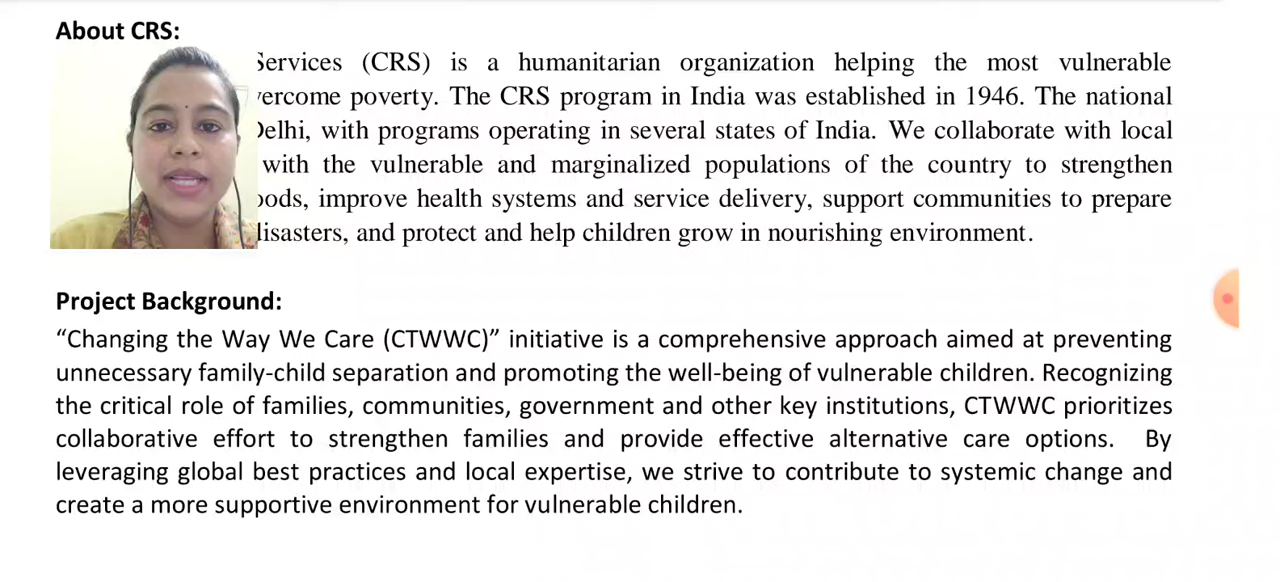 About CRS:
Services (CRS) is a humanitarian organization helping the most vulnerable
vercome poverty. The CRS program in India was established in 1946. The national
Delhi, with programs operating in several states of India. We collaborate with local
with the vulnerable and marginalized populations of the country to strengthen
oods, improve health systems and service delivery, support communities to prepare
disasters, and protect and help children grow in nourishing environment.
Project Background:
“Changing the Way We Care (CTWWC)” initiative is a comprehensive approach aimed at preventing
unnecessary family-child separation and promoting the well-being of vulnerable children. Recognizing
the critical role of families, communities, government and other key institutions, CTWWC prioritizes
collaborative effort to strengthen families and provide effective alternative care options. By
leveraging global best practices and local expertise, we strive to contribute to systemic change and
create a more supportive environment for vulnerable children.